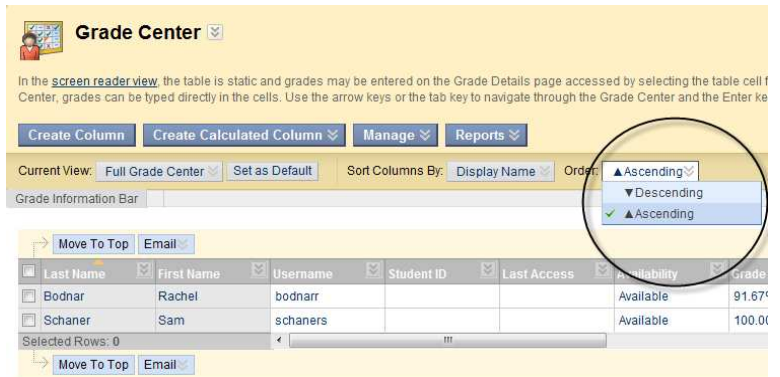 Grade Center
In the screen reader view, the table is static and grades may be entered on the Grade Details page accessed by selecting the table cell f
Center, grades can be typed directly in the cells. Use the arrow keys or the tab key to navigate through the Grade Center and the Enter ke
Create Column Create Calculated Column Manage Reports
Current View: Full Grade Center Set as Default Sort Columns By: Display Name Order: ▲Ascending
▼Descending
✓ ▲Ascending
Grade Information Bar
Move To Top Email
Last Name First Name Username Student ID Last Access Availability Grade
Bodnar Rachel bodnarr Available 91.67%
Schaner Sam schaners Available 100.00
Selected Rows: 0
Move To Top Email